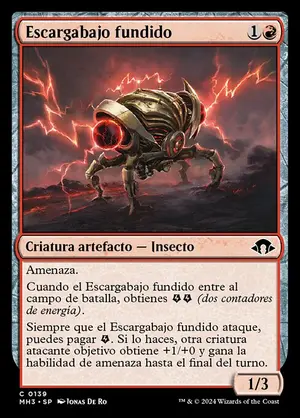 Escargabajo fundido 1
Criatura artefacto — Insecto
Amenaza.
Cuando el Escargabajo fundido entre al
campo de batalla, obtienes (dos contadores
de energía).
Siempre que el Escargabajo fundido ataque,
puedes pagar . Si lo haces, otra criatura
atacante objetivo obtiene +1/+0 y gana la
habilidad de amenaza hasta el final del turno.
1/3
C 0139
MH3 • SP Jonas De Ro
™ & © 2024 Wizards of the Coast